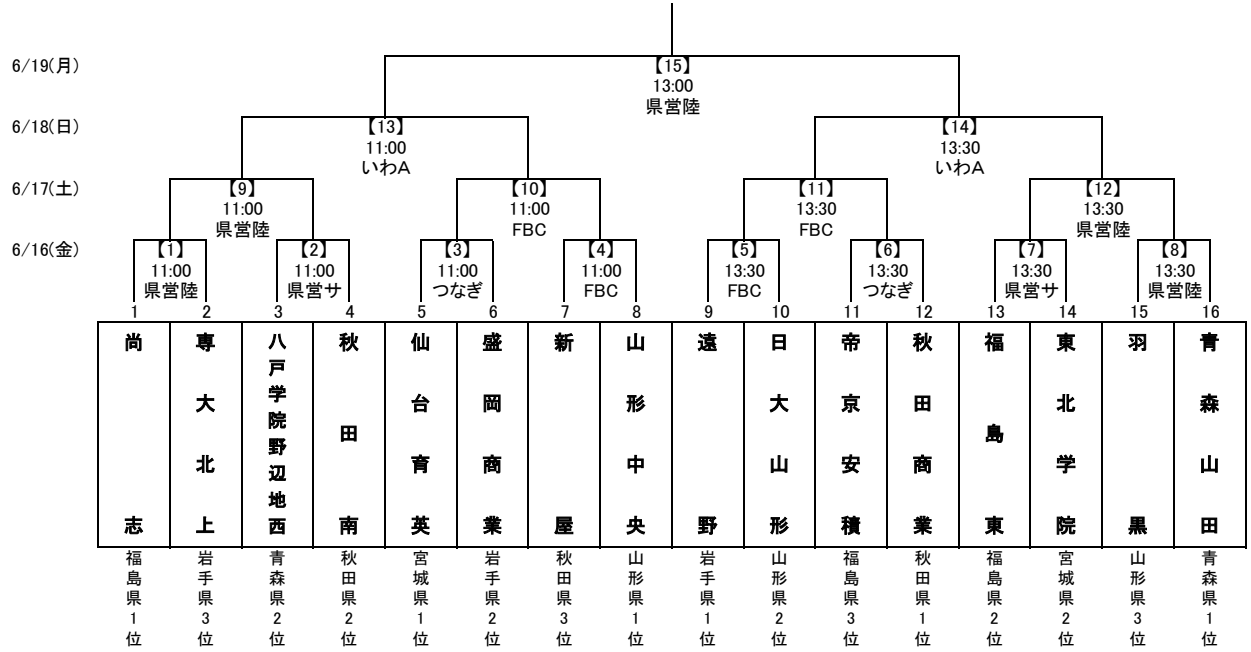 6/19(月)
【15】
13:00
県営陸
6/18(日)
【13】
11:00
いわA
【14】
13:30
いわA
6/17(土)
【9】
11:00
県営陸
【10】
11:00
FBC
【11】
13:30
FBC
【12】
13:30
県営陸
6/16(金)
【1】
11:00
県営陸
【2】
11:00
県営サ
【3】
11:00
つなぎ
【4】
11:00
FBC
【5】
13:30
FBC
【6】
13:30
つなぎ
【7】
13:30
県営サ
【8】
13:30
県営陸
1
尚志
福島県1位
2
専大北上
岩手県3位
3
八戸学院野辺地西
青森県2位
4
秋田南
秋田県2位
5
仙台育英
宮城県1位
6
盛岡商業
岩手県2位
7
新屋
秋田県3位
8
山形中央
山形県1位
9
遠野
岩手県1位
10
日大山形
山形県2位
11
帝京安積
福島県3位
12
秋田商業
秋田県1位
13
福島東
福島県2位
14
東北学院
宮城県2位
15
羽黒
山形県3位
16
青森山田
青森県1位